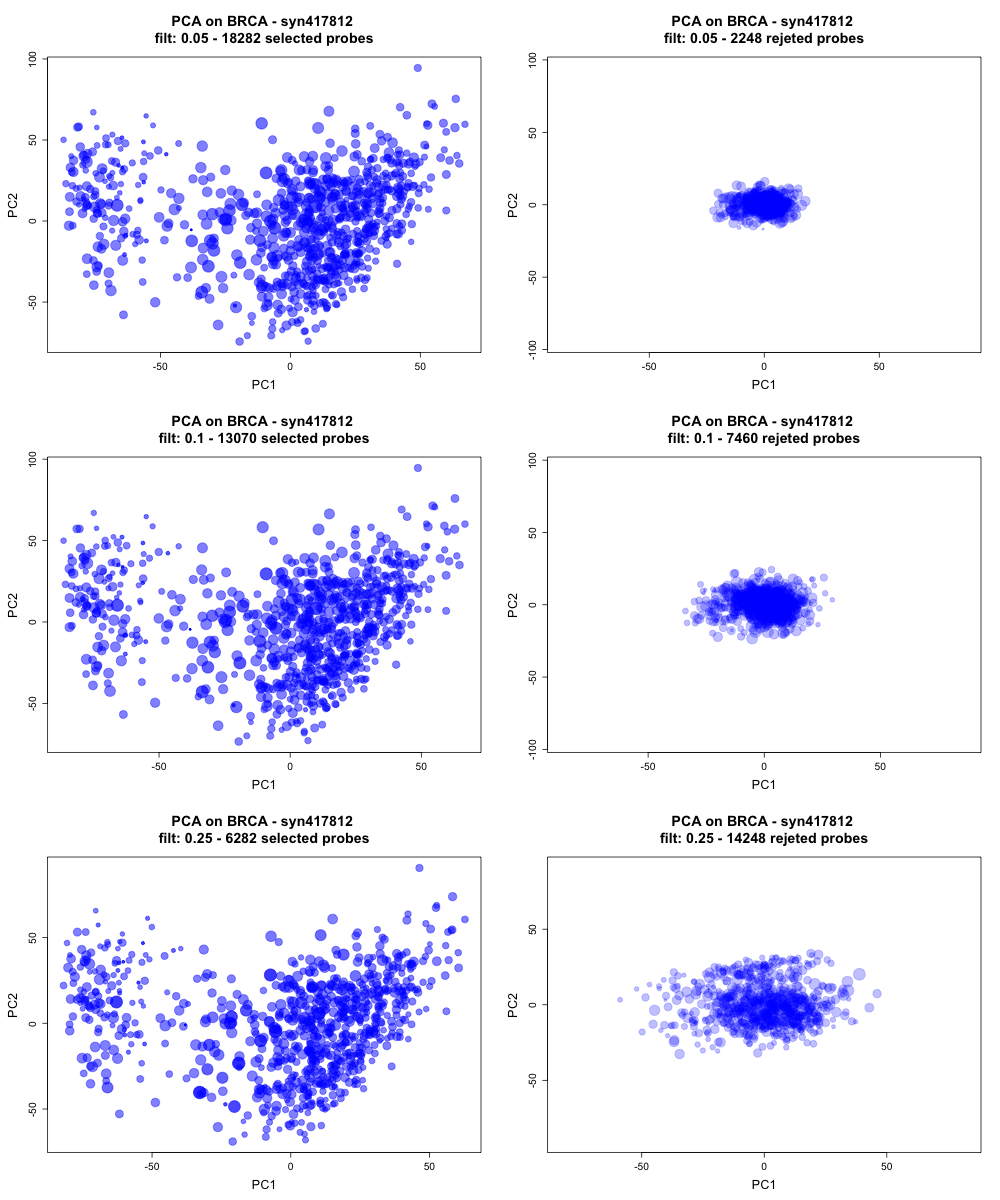 PCA on BRCA - syn417812
filt: 0.05 - 18282 selected probes
100
50
0
-50
PC2
-50
0
50
PC1
PCA on BRCA - syn417812
filt: 0.05 - 2248 rejeted probes
100
50
0
-50
-100
PC2
-50
0
50
PC1
PCA on BRCA - syn417812
filt: 0.1 - 13070 selected probes
100
50
0
-50
PC2
-50
0
50
PC1
PCA on BRCA - syn417812
filt: 0.1 - 7460 rejeted probes
100
50
0
-50
-100
PC2
-50
0
50
PC1
PCA on BRCA - syn417812
filt: 0.25 - 6282 selected probes
50
0
-50
PC2
-50
0
50
PC1
PCA on BRCA - syn417812
filt: 0.25 - 14248 rejeted probes
50
0
-50
PC2
-50
0
50
PC1